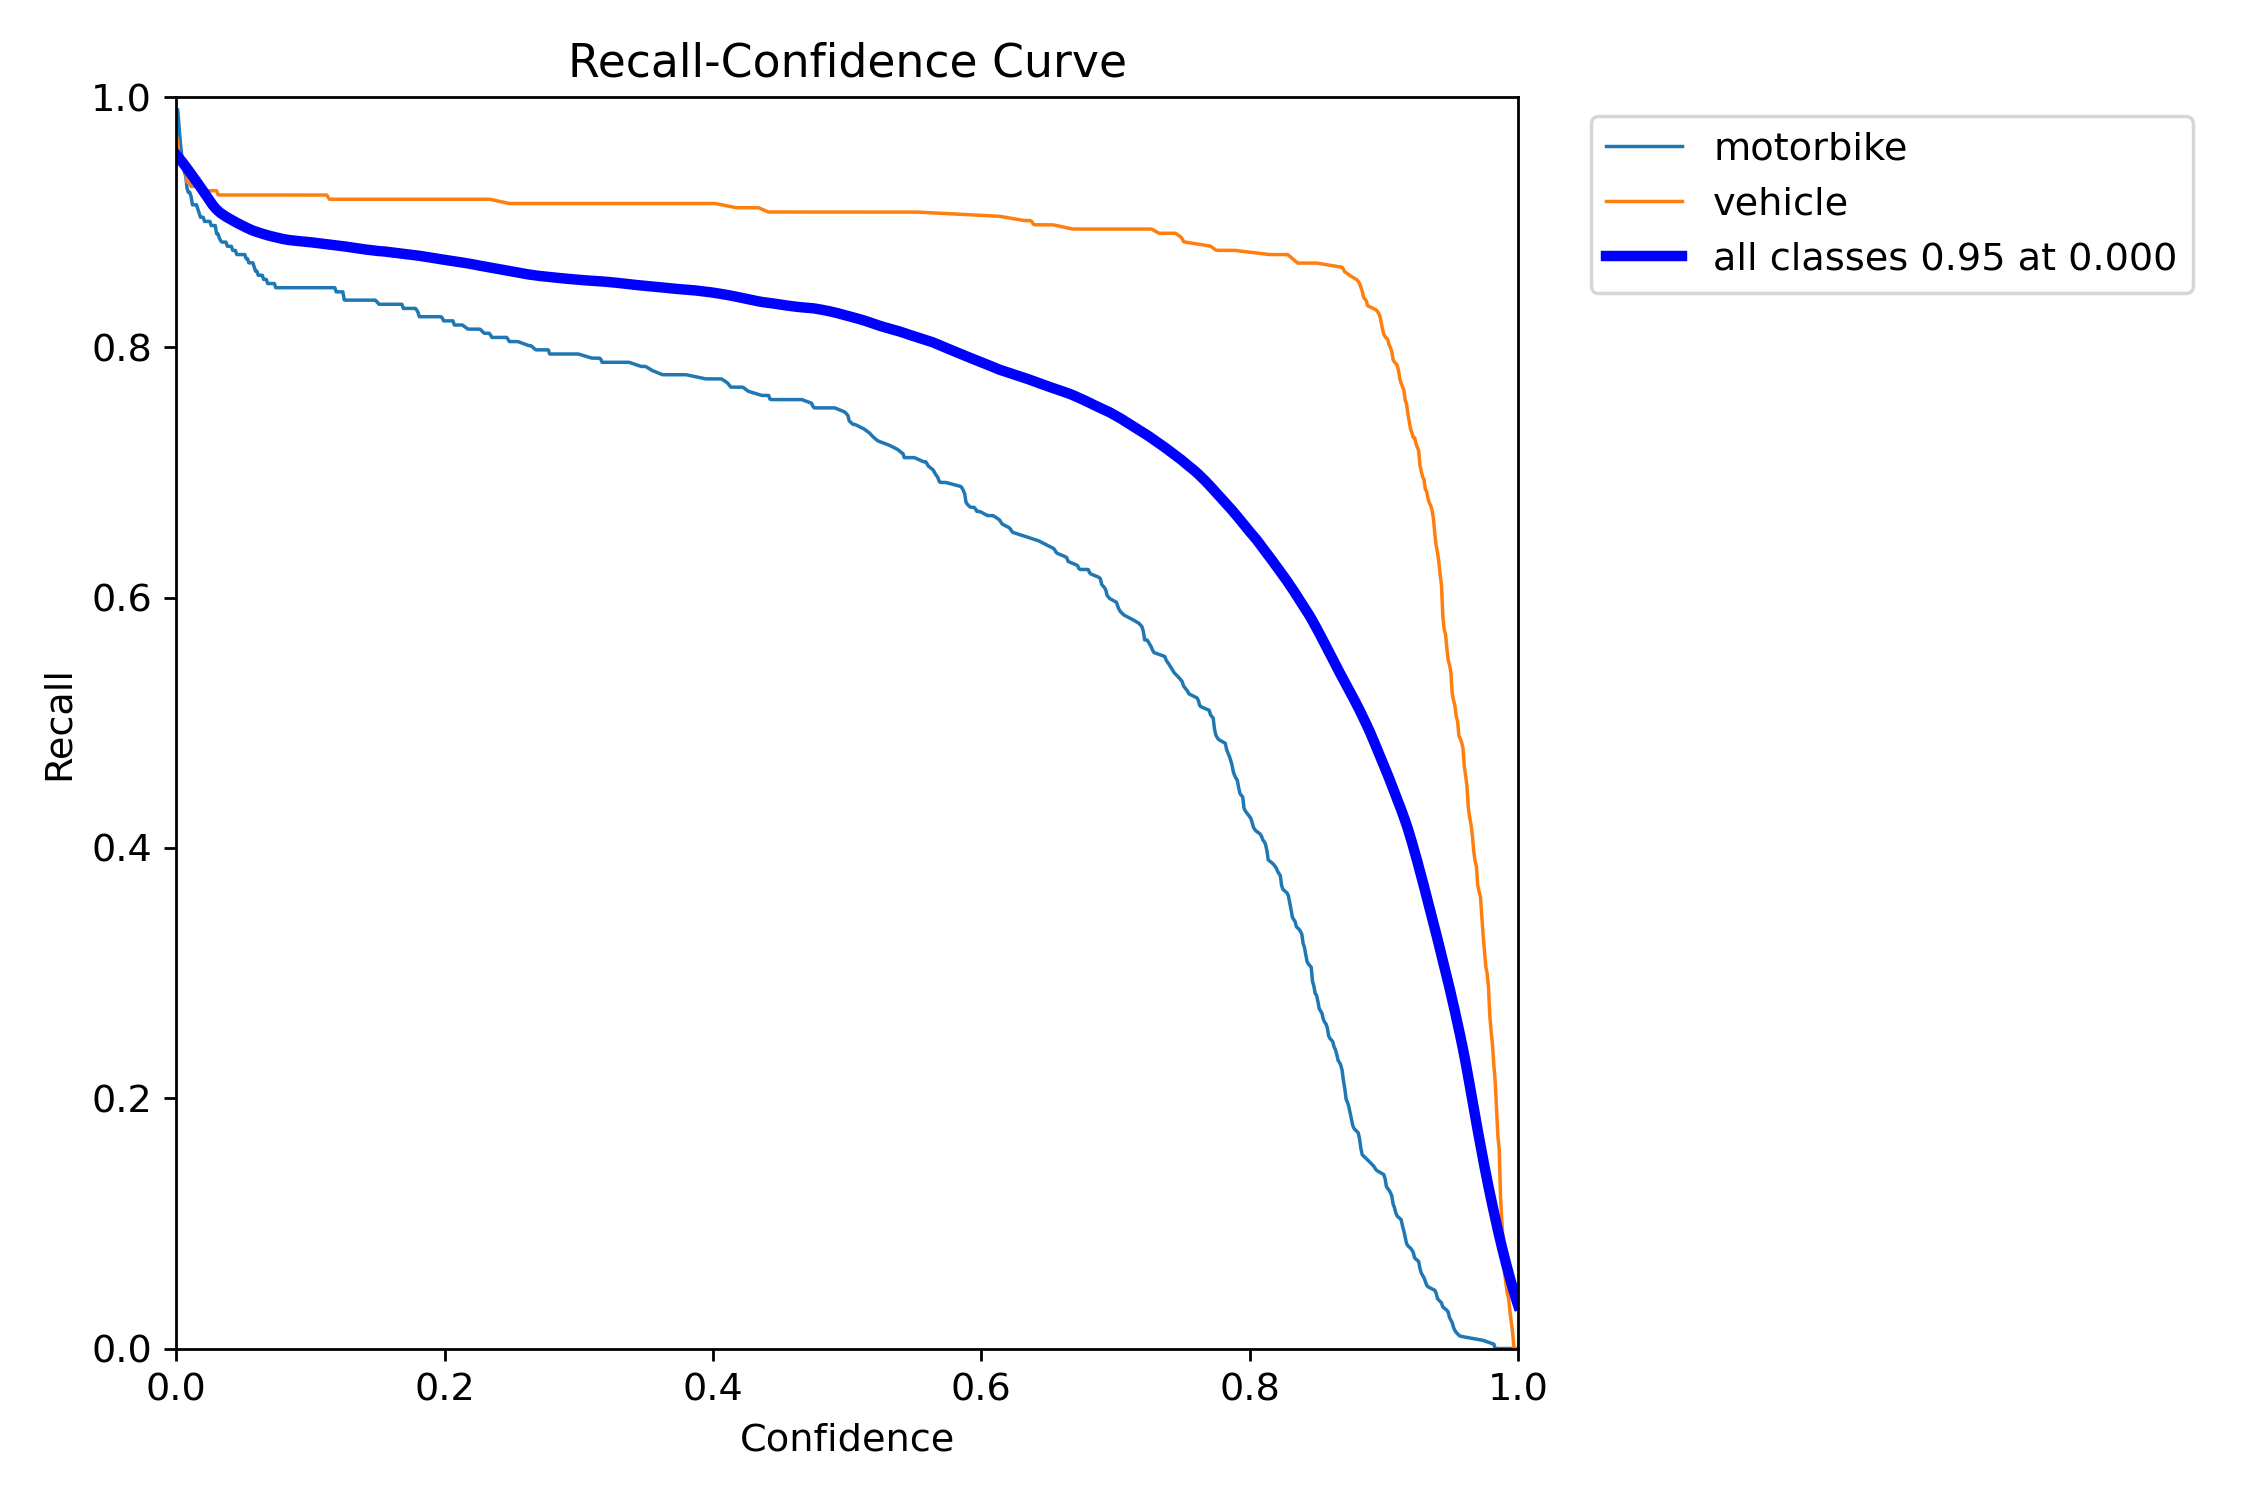 Recall-Confidence Curve
1.0
0.8
0.6
0.4
0.2
0.0
Recall
0.0 0.2 0.4 0.6 0.8 1.0
Confidence
motorbike
vehicle
all classes 0.95 at 0.000